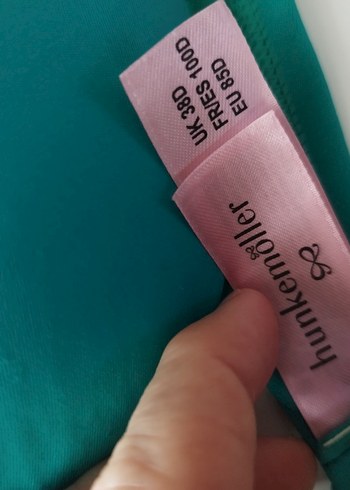 UK 38D
FR/ES 100D
EU 85D
hunkemöller